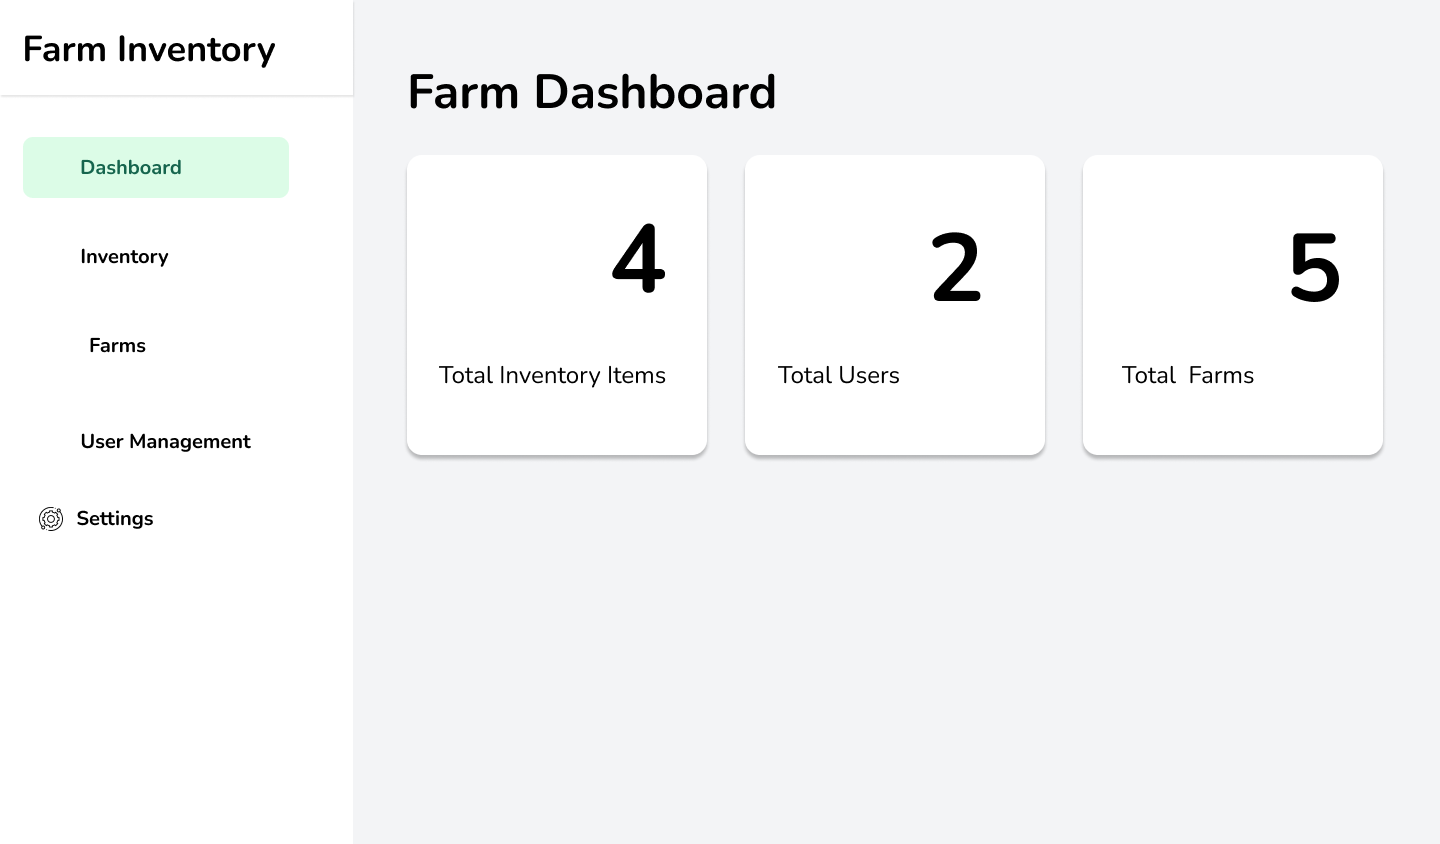 Farm Inventory
Dashboard
Inventory
Farms
User Management
Settings
Farm Dashboard
4
Total Inventory Items
2
Total Users
5
Total  Farms